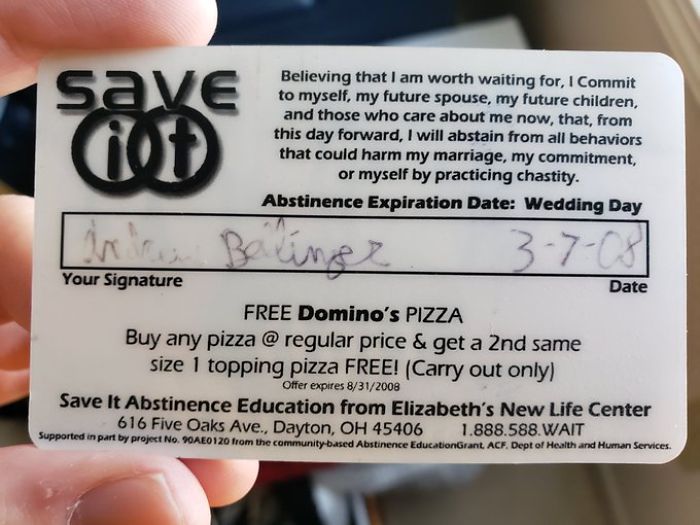 save
it
Believing that I am worth waiting for, I Commit
to myself, my future spouse, my future children,
and those who care about me now, that, from
this day forward, I will abstain from all behaviors
that could harm my marriage, my commitment,
or myself by practicing chastity.
Abstinence Expiration Date: Wedding Day
3-7-08
Your Signature Date
FREE Domino's PIZZA
Buy any pizza @ regular price & get a 2nd same
size 1 topping pizza FREE! (Carry out only)
Offer expires 8/31/2008
Save It Abstinence Education from Elizabeth's New Life Center
616 Five Oaks Ave., Dayton, OH 45406 1.888.588.WAIT
Supported in part by project No. 90AE0120 from the community-based Abstinence EducationGrant, ACF, Dept of Health and Human Services.